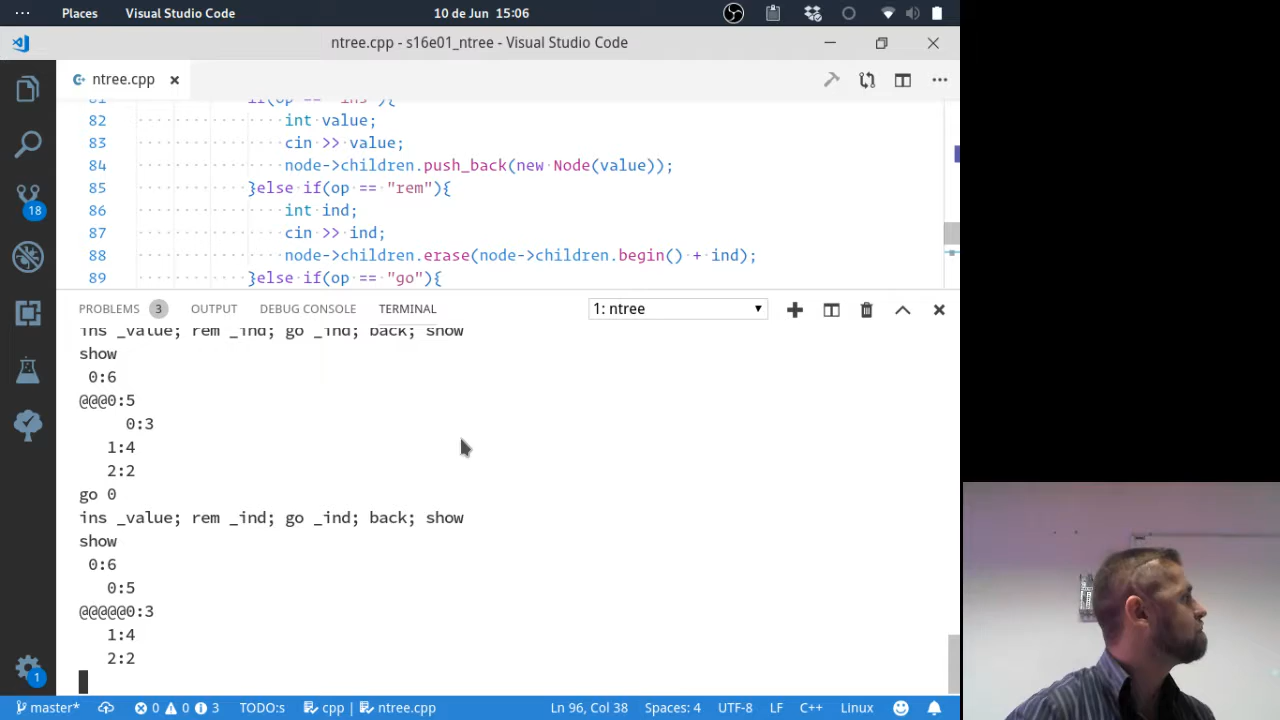 Places
Visual Studio Code
10 de Jun 15:06
ntree.cpp - s16e01_ntree - Visual Studio Code
ntree.cpp
81 if(op == "ins"){
82 int value;
83 cin >> value;
84 node->children.push_back(new Node(value));
85 }else if(op == "rem"){
86 int ind;
87 cin >> ind;
88 node->children.erase(node->children.begin() + ind);
89 }else if(op == "go"){
PROBLEMS 3 OUTPUT DEBUG CONSOLE TERMINAL 1: ntree
ins _value; rem _ind; go _ind; back; show
show
0:6
@@@0:5
0:3
1:4
2:2
go 0
ins _value; rem _ind; go _ind; back; show
show
0:6
0:5
@@@@@0:3
1:4
2:2
18
1
master* 0 0 3 TODO:s cpp | ntree.cpp Ln 96, Col 38 Spaces: 4 UTF-8 LF C++ Linux